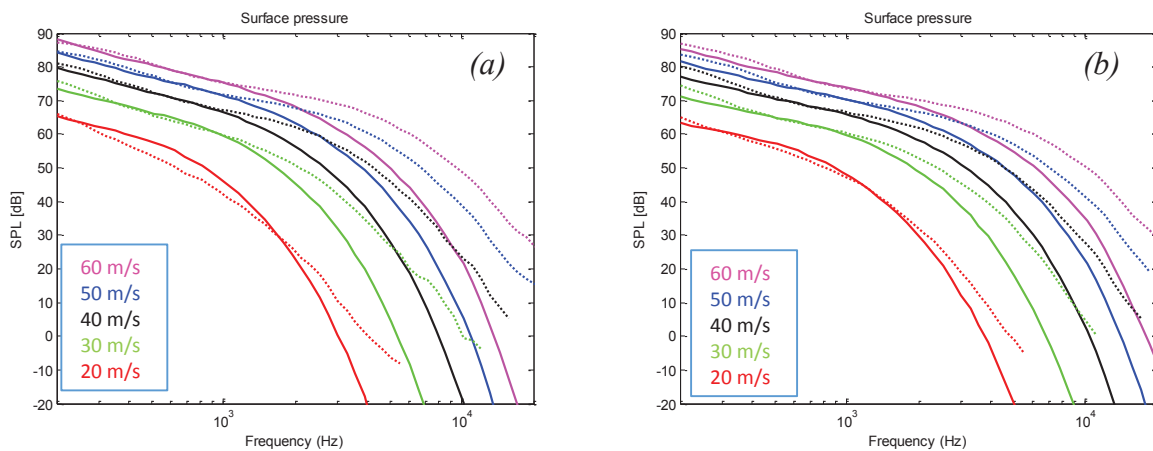 Surface pressure
(a)
90
80
70
60
50
40
30
20
10
0
-10
-20
SPL [dB]
60 m/s
50 m/s
40 m/s
30 m/s
20 m/s
10³
10⁴
Frequency (Hz)
Surface pressure
(b)
90
80
70
60
50
40
30
20
10
0
-10
-20
SPL [dB]
60 m/s
50 m/s
40 m/s
30 m/s
20 m/s
10³
10⁴
Frequency (Hz)